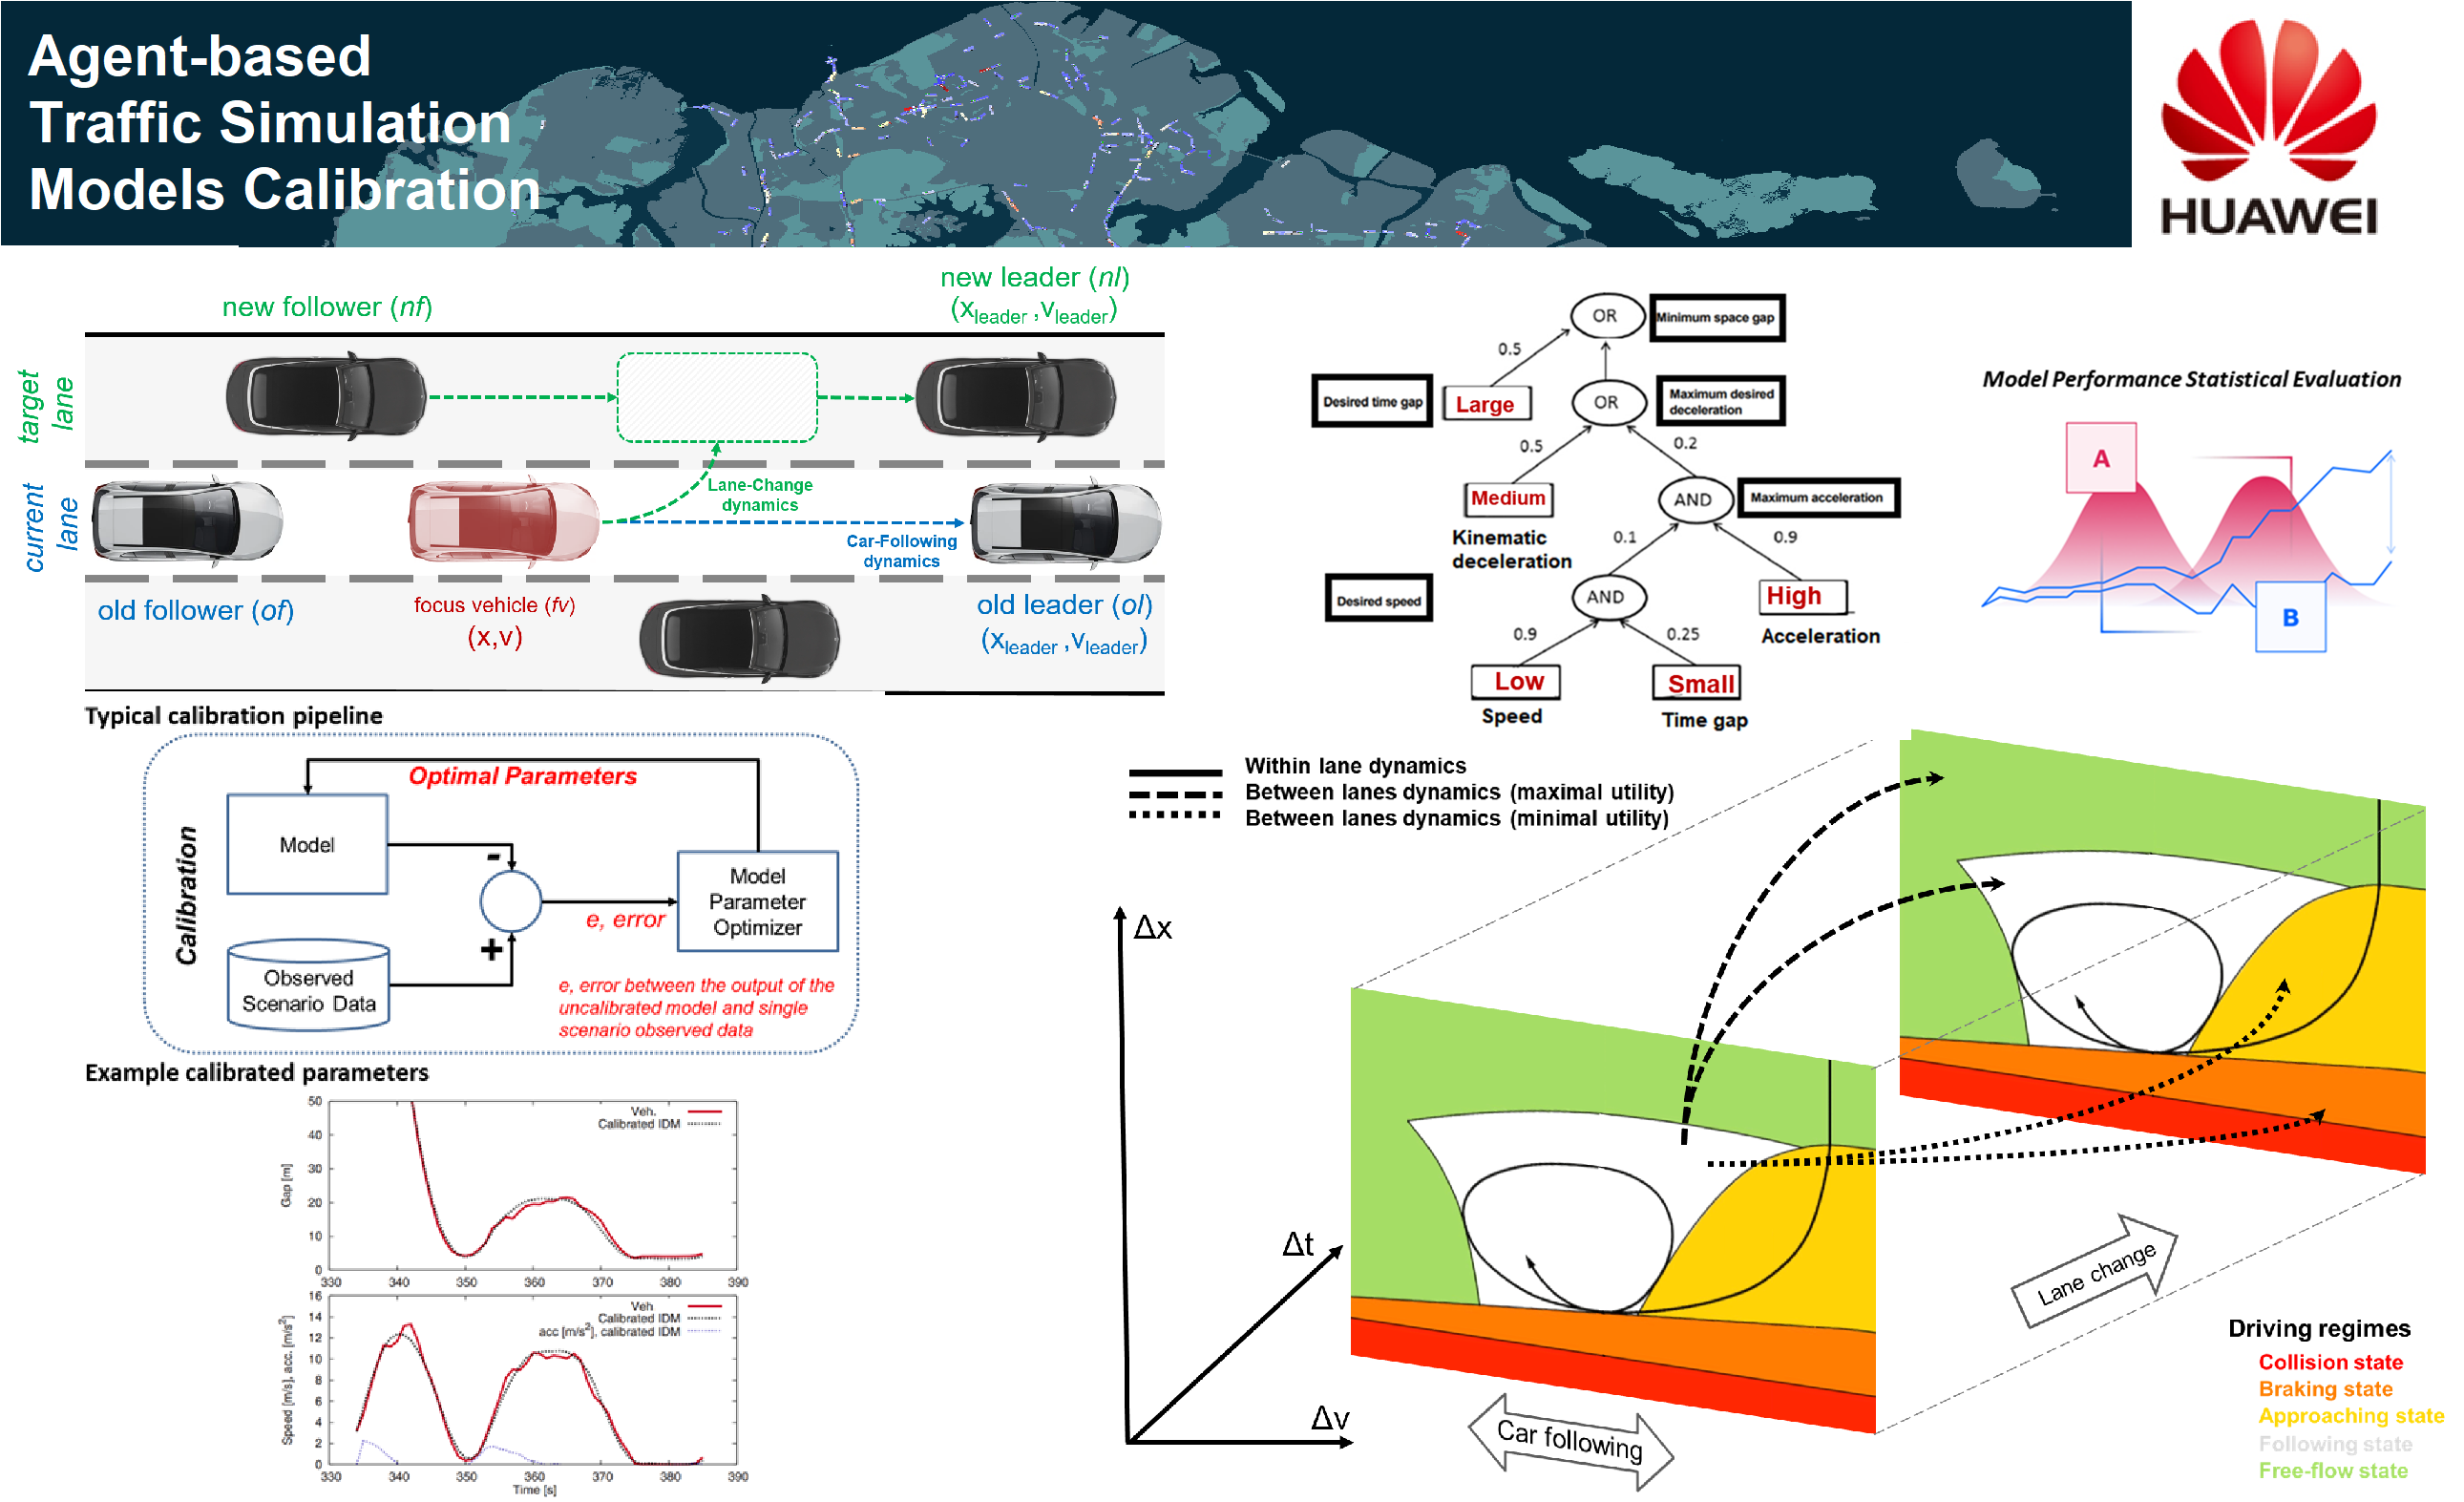 Agent-based
Traffic Simulation
Models Calibration
HUAWEI
new follower (nf)
new leader (nl)
(xleader ,vleader)
target
lane
current
lane
Lane-Change
dynamics
Car-Following
dynamics
old follower (of)
focus vehicle (fv)
(x,v)
old leader (ol)
(xleader ,vleader)
OR
Minimum space gap
0.5
Desired time gap
Large
OR
Maximum desired
deceleration
0.5
0.2
Medium
AND
Maximum acceleration
Kinematic
deceleration
0.1
0.9
Desired speed
AND
High
Acceleration
0.9
0.25
Low
Small
Speed
Time gap
Model Performance Statistical Evaluation
A
B
Typical calibration pipeline
Calibration
Optimal Parameters
Model
-
+
e, error
Model
Parameter
Optimizer
Observed
Scenario Data
e, error between the output of the
uncalibrated model and single
scenario observed data
Example calibrated parameters
Gap [m]
50
40
30
20
10
0
Veh.
Calibrated IDM
330 340 350 360 370 380 390
Speed [m/s], acc. [m/s²]
16
14
12
10
8
6
4
2
0
Veh
Calibrated IDM
acc [m/s²], calibrated IDM
330 340 350 360 370 380 390
Time [s]
Within lane dynamics
Between lanes dynamics (maximal utility)
Between lanes dynamics (minimal utility)
Δx
Δt
Δv
Car following
Lane change
Driving regimes
Collision state
Braking state
Approaching state
Following state
Free-flow state